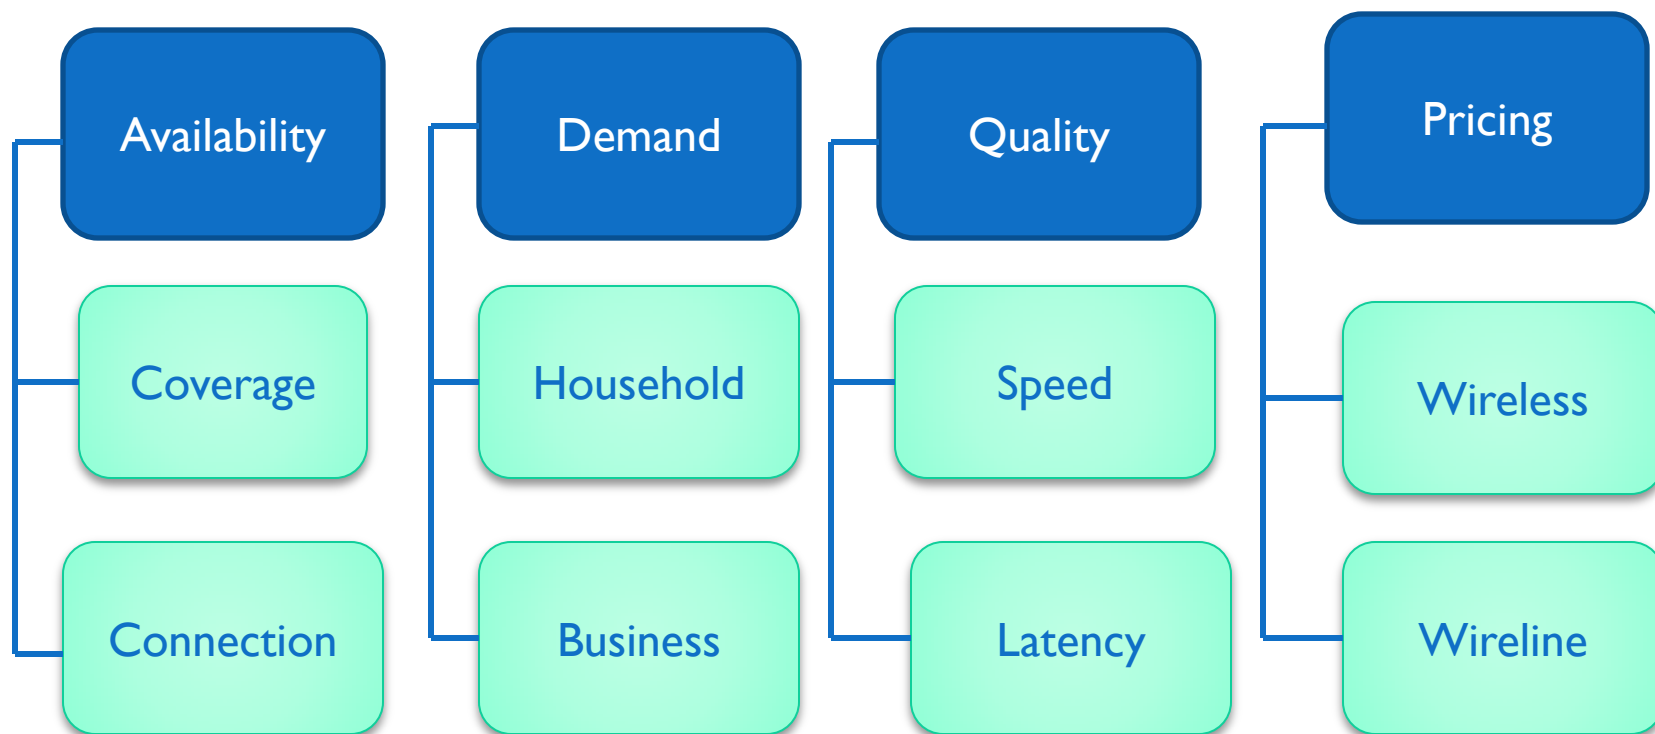 Availability
Coverage
Connection
Demand
Household
Business
Quality
Speed
Latency
Pricing
Wireless
Wireline